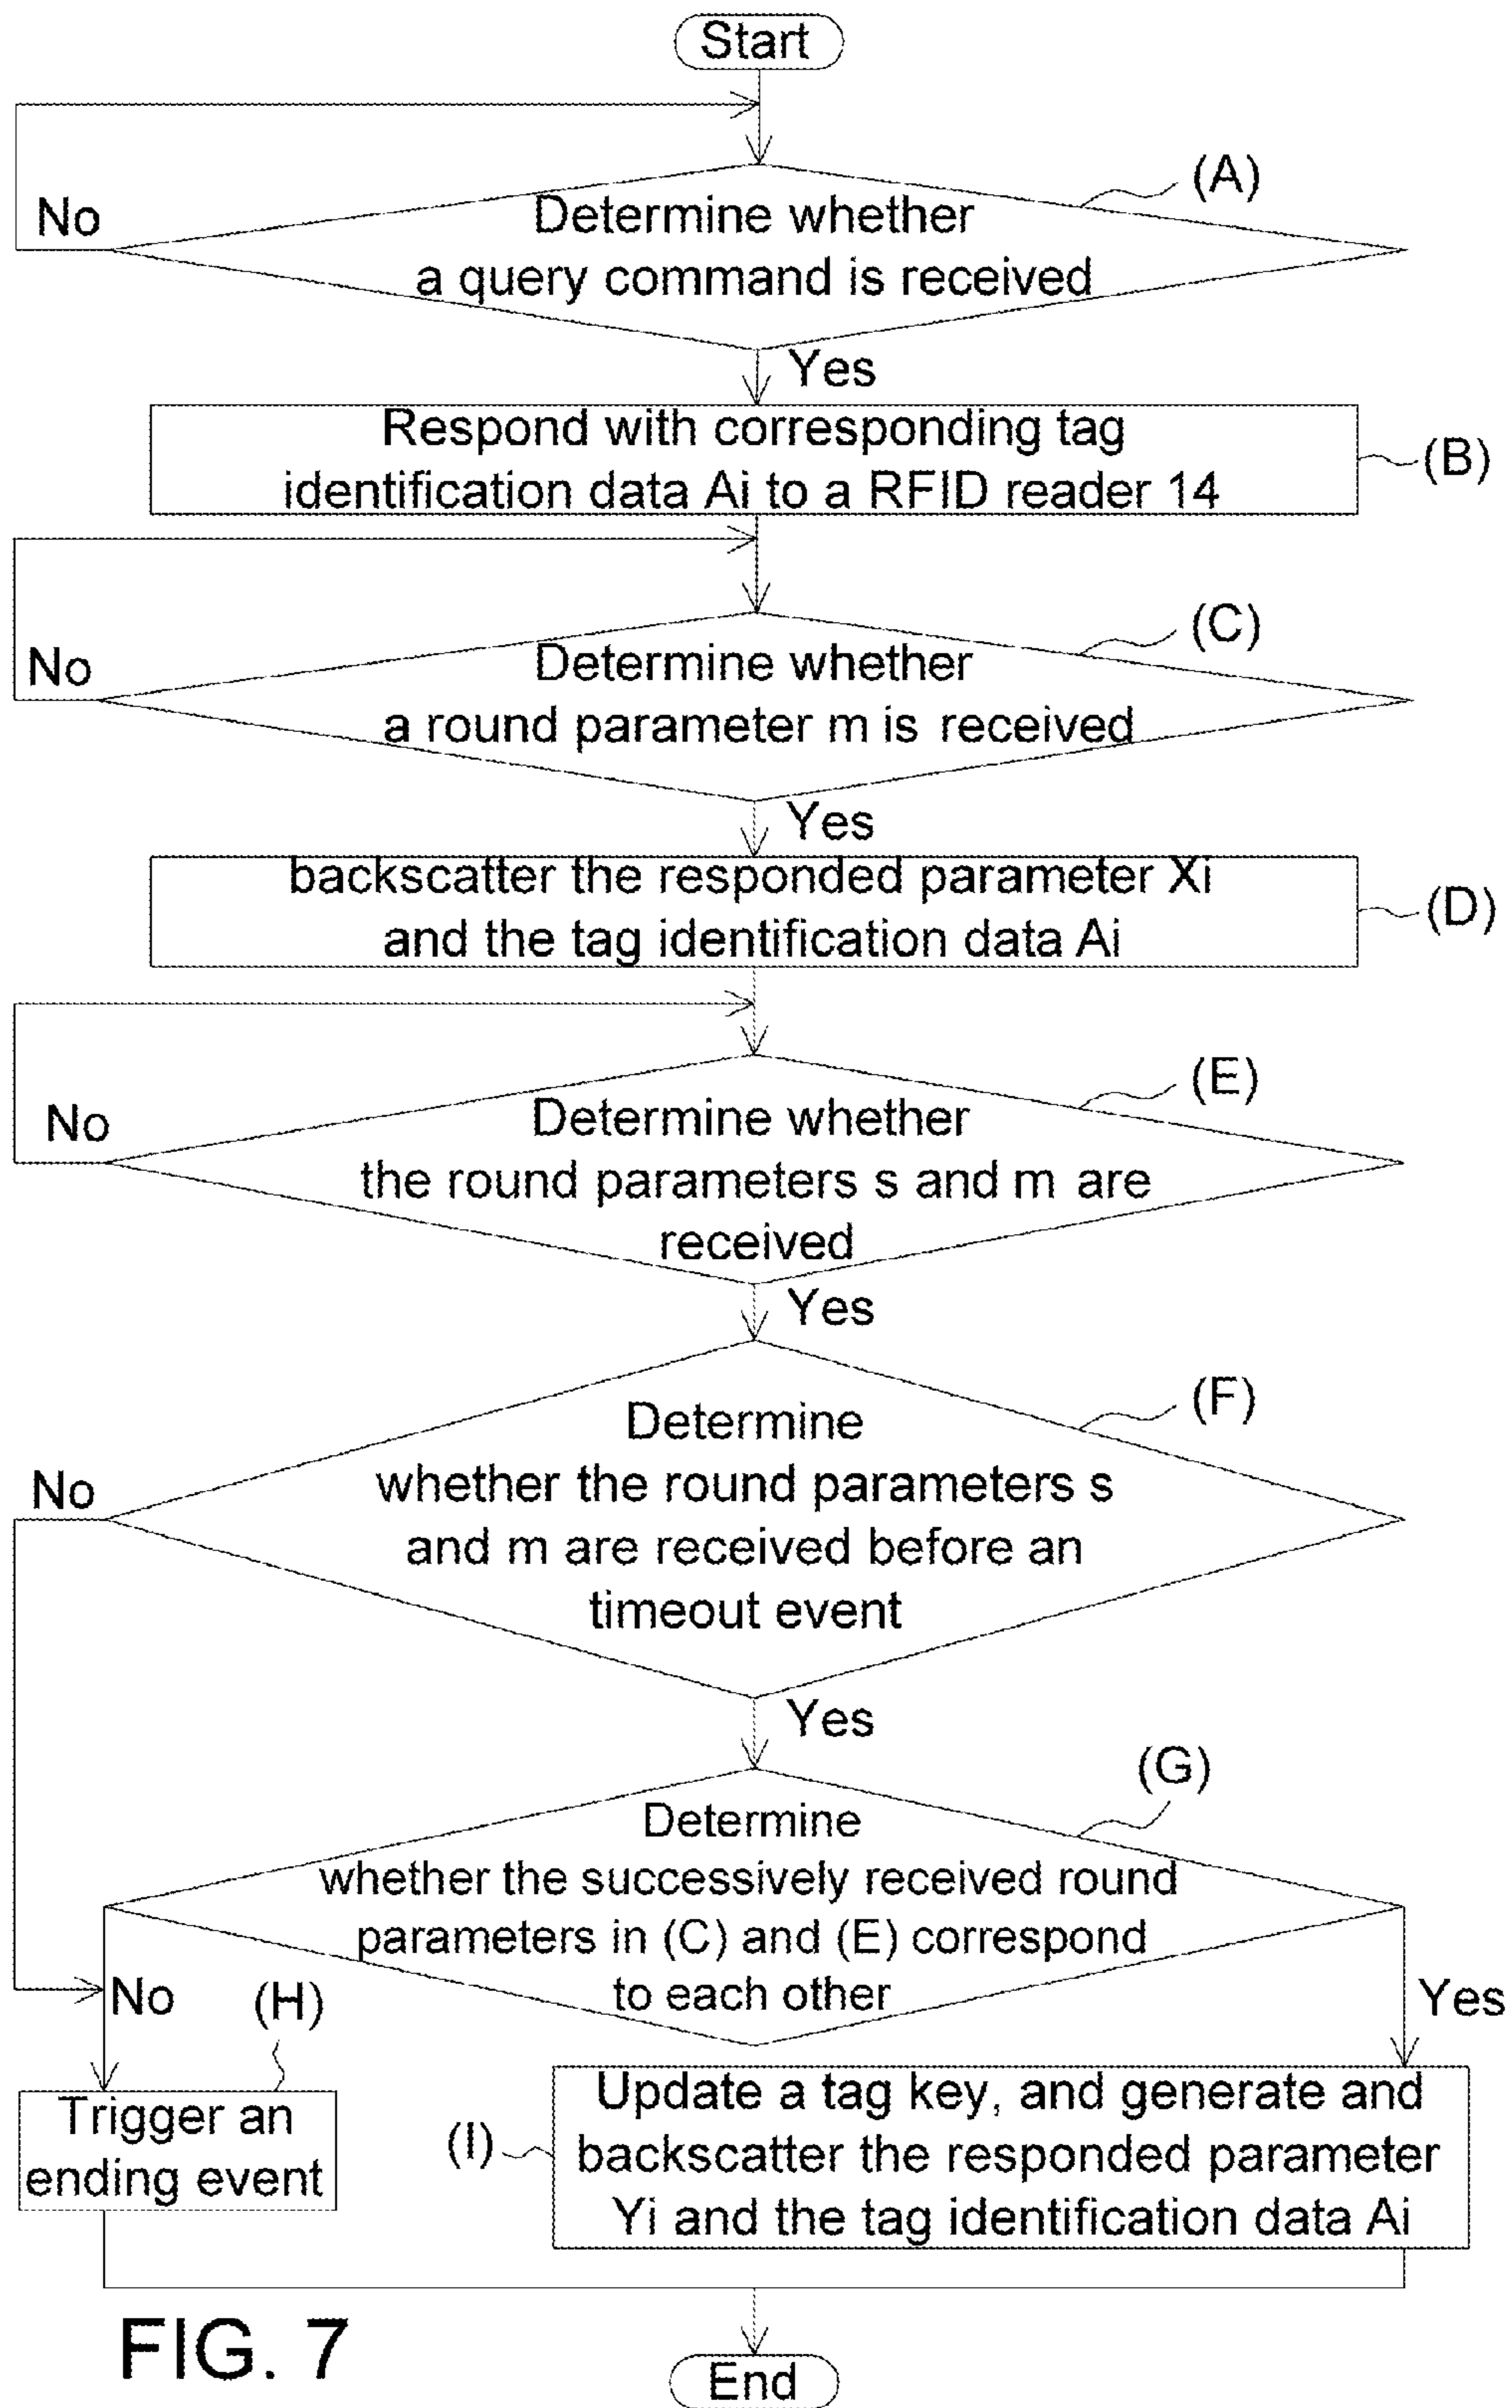 Start
(A)
No
Determine whether
a query command is received
Yes
Respond with corresponding tag
identification data Ai to a RFID reader 14
(B)
(C)
No
Determine whether
a round parameter m is received
Yes
backscatter the responded parameter Xi
and the tag identification data Ai
(D)
(E)
No
Determine whether
the round parameters s and m are
received
Yes
(F)
Determine
No
whether the round parameters s
and m are received before an
timeout event
Yes
(G)
Determine
whether the successively received round
parameters in (C) and (E) correspond
to each other
No
(H)
Yes
Trigger an
ending event
(I)
Update a tag key, and generate and
backscatter the responded parameter
Yi and the tag identification data Ai
FIG. 7
End